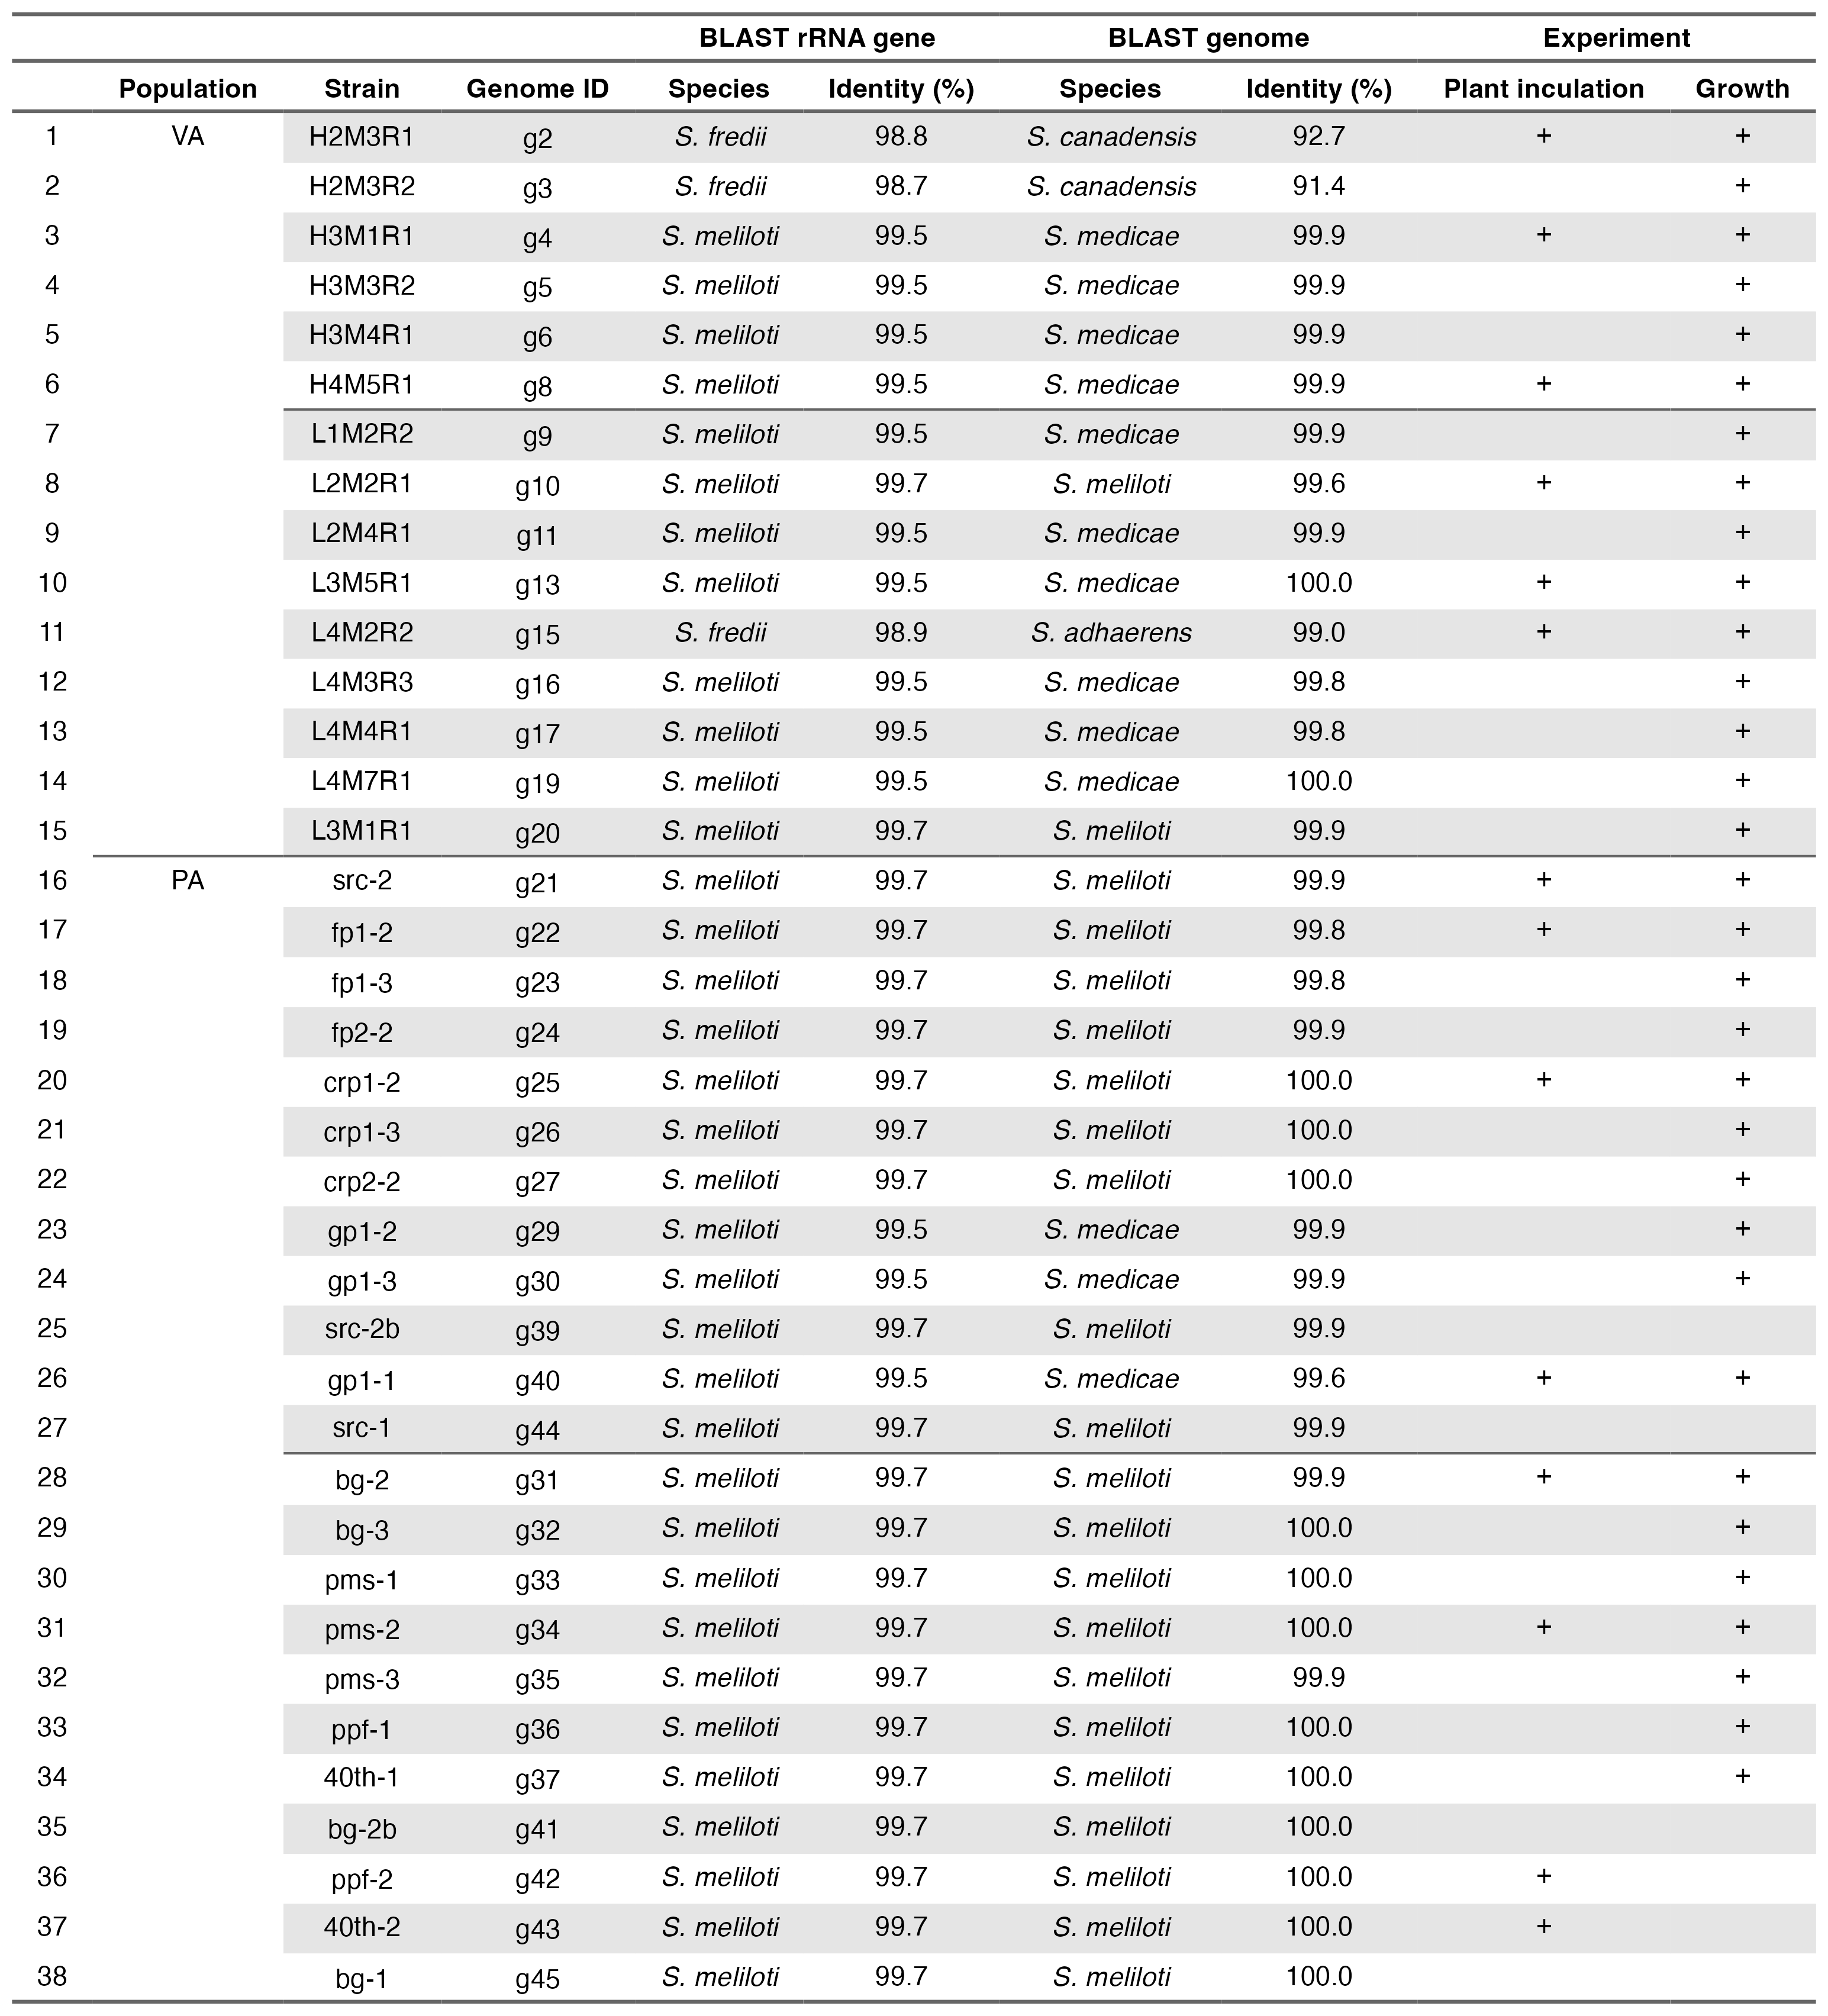 BLAST rRNA gene BLAST genome Experiment
Population Strain Genome ID Species Identity (%) Species Identity (%) Plant inculation Growth
1 VA H2M3R1 g2 S. fredii 98.8 S. canadensis 92.7 + +
2 H2M3R2 g3 S. fredii 98.7 S. canadensis 91.4 +
3 H3M1R1 g4 S. meliloti 99.5 S. medicae 99.9 + +
4 H3M3R2 g5 S. meliloti 99.5 S. medicae 99.9 +
5 H3M4R1 g6 S. meliloti 99.5 S. medicae 99.9 +
6 H4M5R1 g8 S. meliloti 99.5 S. medicae 99.9 + +
7 L1M2R2 g9 S. meliloti 99.5 S. medicae 99.9 +
8 L2M2R1 g10 S. meliloti 99.7 S. meliloti 99.6 + +
9 L2M4R1 g11 S. meliloti 99.5 S. medicae 99.9 +
10 L3M5R1 g13 S. meliloti 99.5 S. medicae 100.0 + +
11 L4M2R2 g15 S. fredii 98.9 S. adhaerens 99.0 + +
12 L4M3R3 g16 S. meliloti 99.5 S. medicae 99.8 +
13 L4M4R1 g17 S. meliloti 99.5 S. medicae 99.8 +
14 L4M7R1 g19 S. meliloti 99.5 S. medicae 100.0 +
15 L3M1R1 g20 S. meliloti 99.7 S. meliloti 99.9 +
16 PA src-2 g21 S. meliloti 99.7 S. meliloti 99.9 + +
17 fp1-2 g22 S. meliloti 99.7 S. meliloti 99.8 + +
18 fp1-3 g23 S. meliloti 99.7 S. meliloti 99.8 +
19 fp2-2 g24 S. meliloti 99.7 S. meliloti 99.9 +
20 crp1-2 g25 S. meliloti 99.7 S. meliloti 100.0 + +
21 crp1-3 g26 S. meliloti 99.7 S. meliloti 100.0 +
22 crp2-2 g27 S. meliloti 99.7 S. meliloti 100.0 +
23 gp1-2 g29 S. meliloti 99.5 S. medicae 99.9 +
24 gp1-3 g30 S. meliloti 99.5 S. medicae 99.9 +
25 src-2b g39 S. meliloti 99.7 S. meliloti 99.9
26 gp1-1 g40 S. meliloti 99.5 S. medicae 99.6 + +
27 src-1 g44 S. meliloti 99.7 S. meliloti 99.9
28 bg-2 g31 S. meliloti 99.7 S. meliloti 99.9 + +
29 bg-3 g32 S. meliloti 99.7 S. meliloti 100.0 +
30 pms-1 g33 S. meliloti 99.7 S. meliloti 100.0 +
31 pms-2 g34 S. meliloti 99.7 S. meliloti 100.0 + +
32 pms-3 g35 S. meliloti 99.7 S. meliloti 99.9 +
33 ppf-1 g36 S. meliloti 99.7 S. meliloti 100.0 +
34 40th-1 g37 S. meliloti 99.7 S. meliloti 100.0 +
35 bg-2b g41 S. meliloti 99.7 S. meliloti 100.0
36 ppf-2 g42 S. meliloti 99.7 S. meliloti 100.0 +
37 40th-2 g43 S. meliloti 99.7 S. meliloti 100.0 +
38 bg-1 g45 S. meliloti 99.7 S. meliloti 100.0